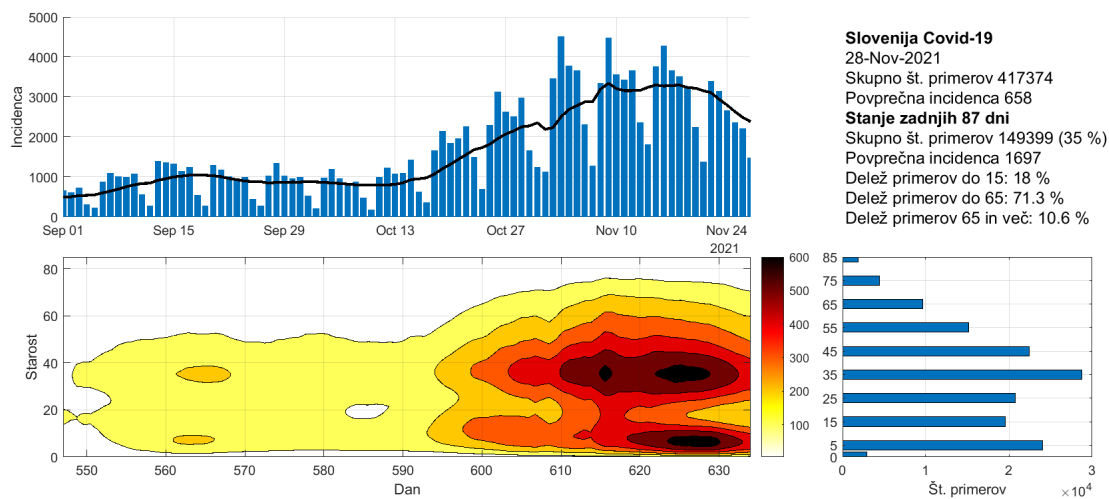 5000
4000
3000
2000
1000
0
Incidenca
Sep 01 Sep 15 Sep 29 Oct 13 Oct 27 Nov 10 Nov 24
2021
Slovenija Covid-19
28-Nov-2021
Skupno št. primerov 417374
Povprečna incidenca 658
Stanje zadnjih 87 dni
Skupno št. primerov 149399 (35 %)
Povprečna incidenca 1697
Delež primerov do 15: 18 %
Delež primerov do 65: 71.3 %
Delež primerov 65 in več: 10.6 %
80
60
40
20
0
Starost
550 560 570 580 590 600 610 620 630
Dan
600
500
400
300
200
100
85
75
65
55
45
35
25
15
5
0
0 1 2 3
Št. primerov
×10⁴